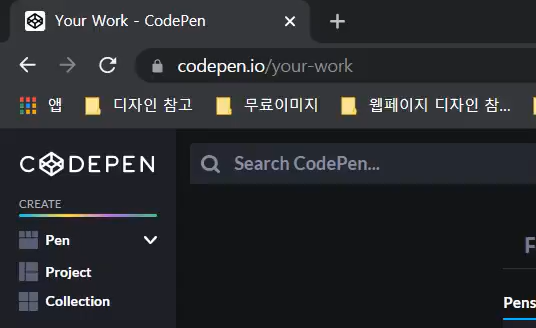 Your Work - CodePen
codepen.io/your-work
앱 디자인 참고 무료이미지 웹페이지 디자인 참...
CODEPEN
Search CodePen...
CREATE
Pen
Project
Collection
Pens